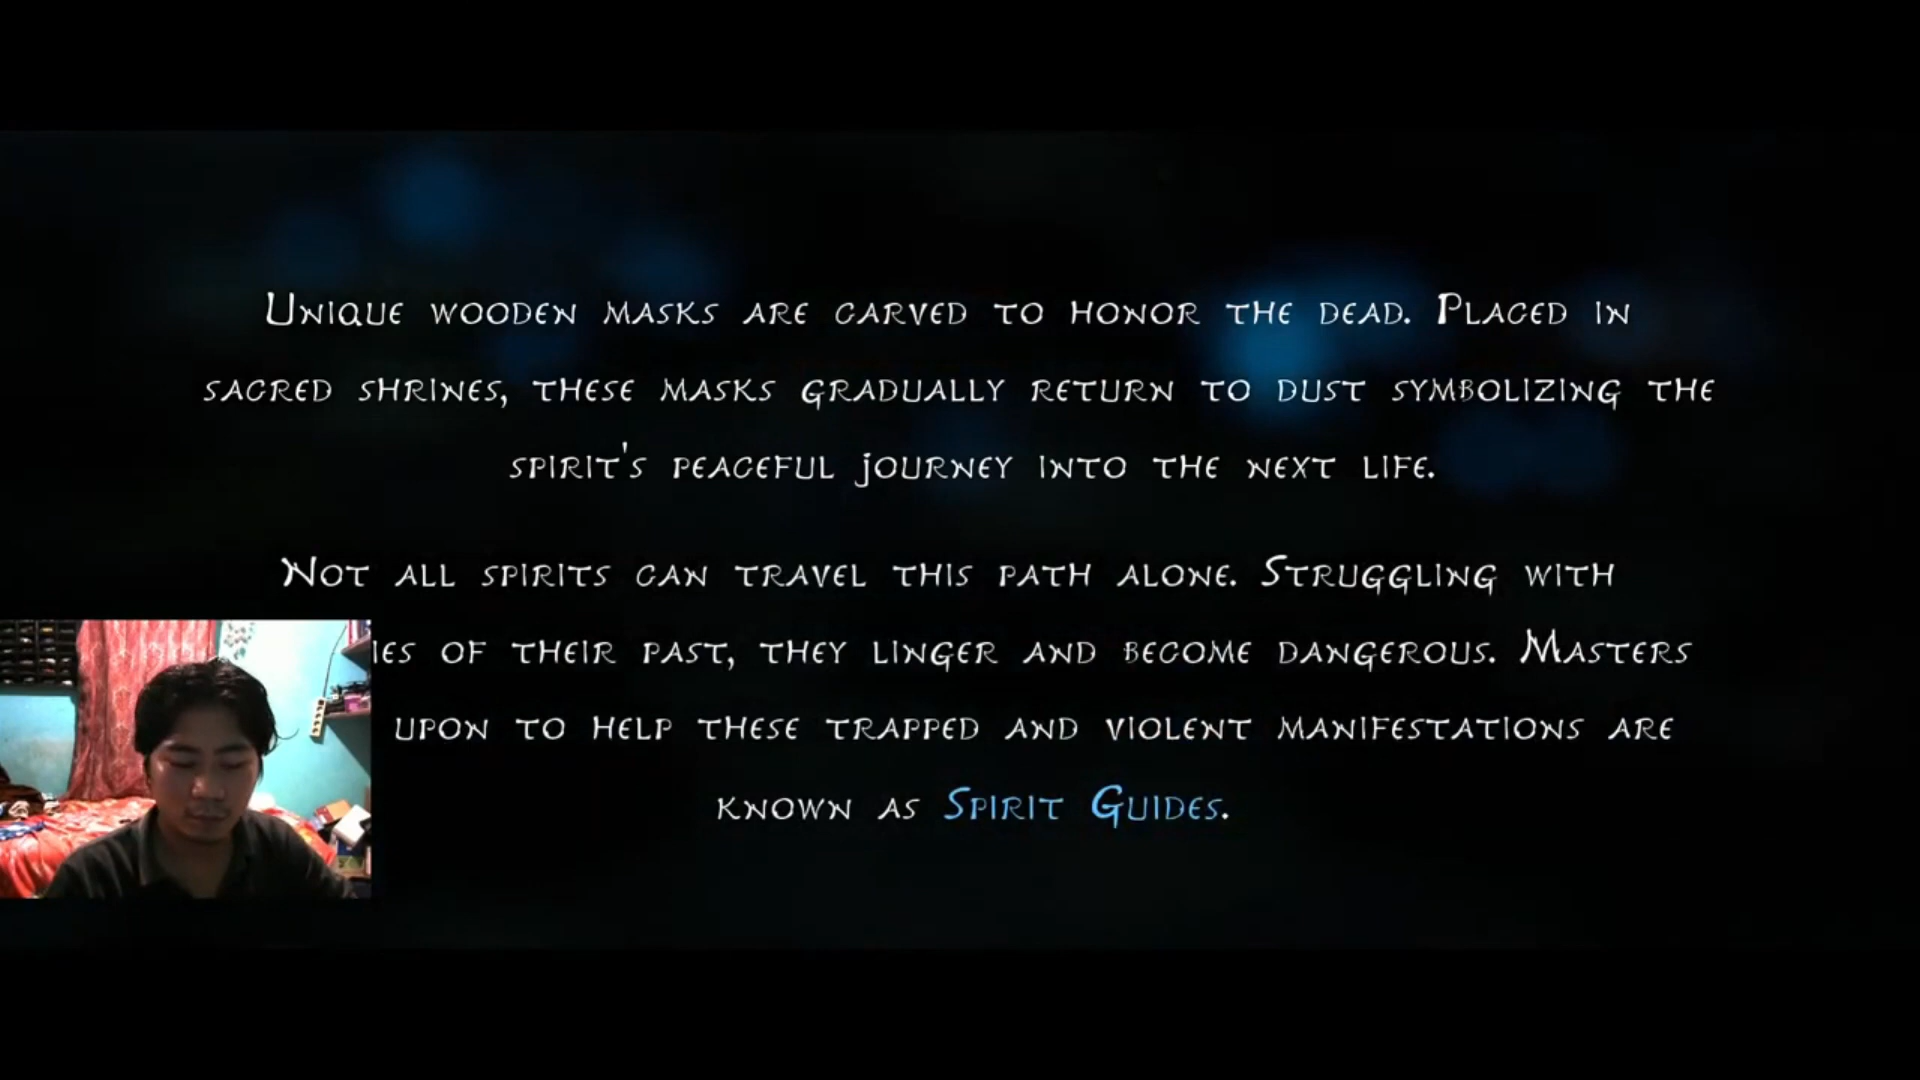 Unique wooden masks are carved to honor the dead. Placed in
sacred shrines, these masks gradually return to dust symbolizing the
spirit's peaceful journey into the next life.
Not all spirits can travel this path alone. Struggling with
of their past, they linger and become dangerous. Masters
upon to help these trapped and violent manifestations are
known as Spirit Guides.